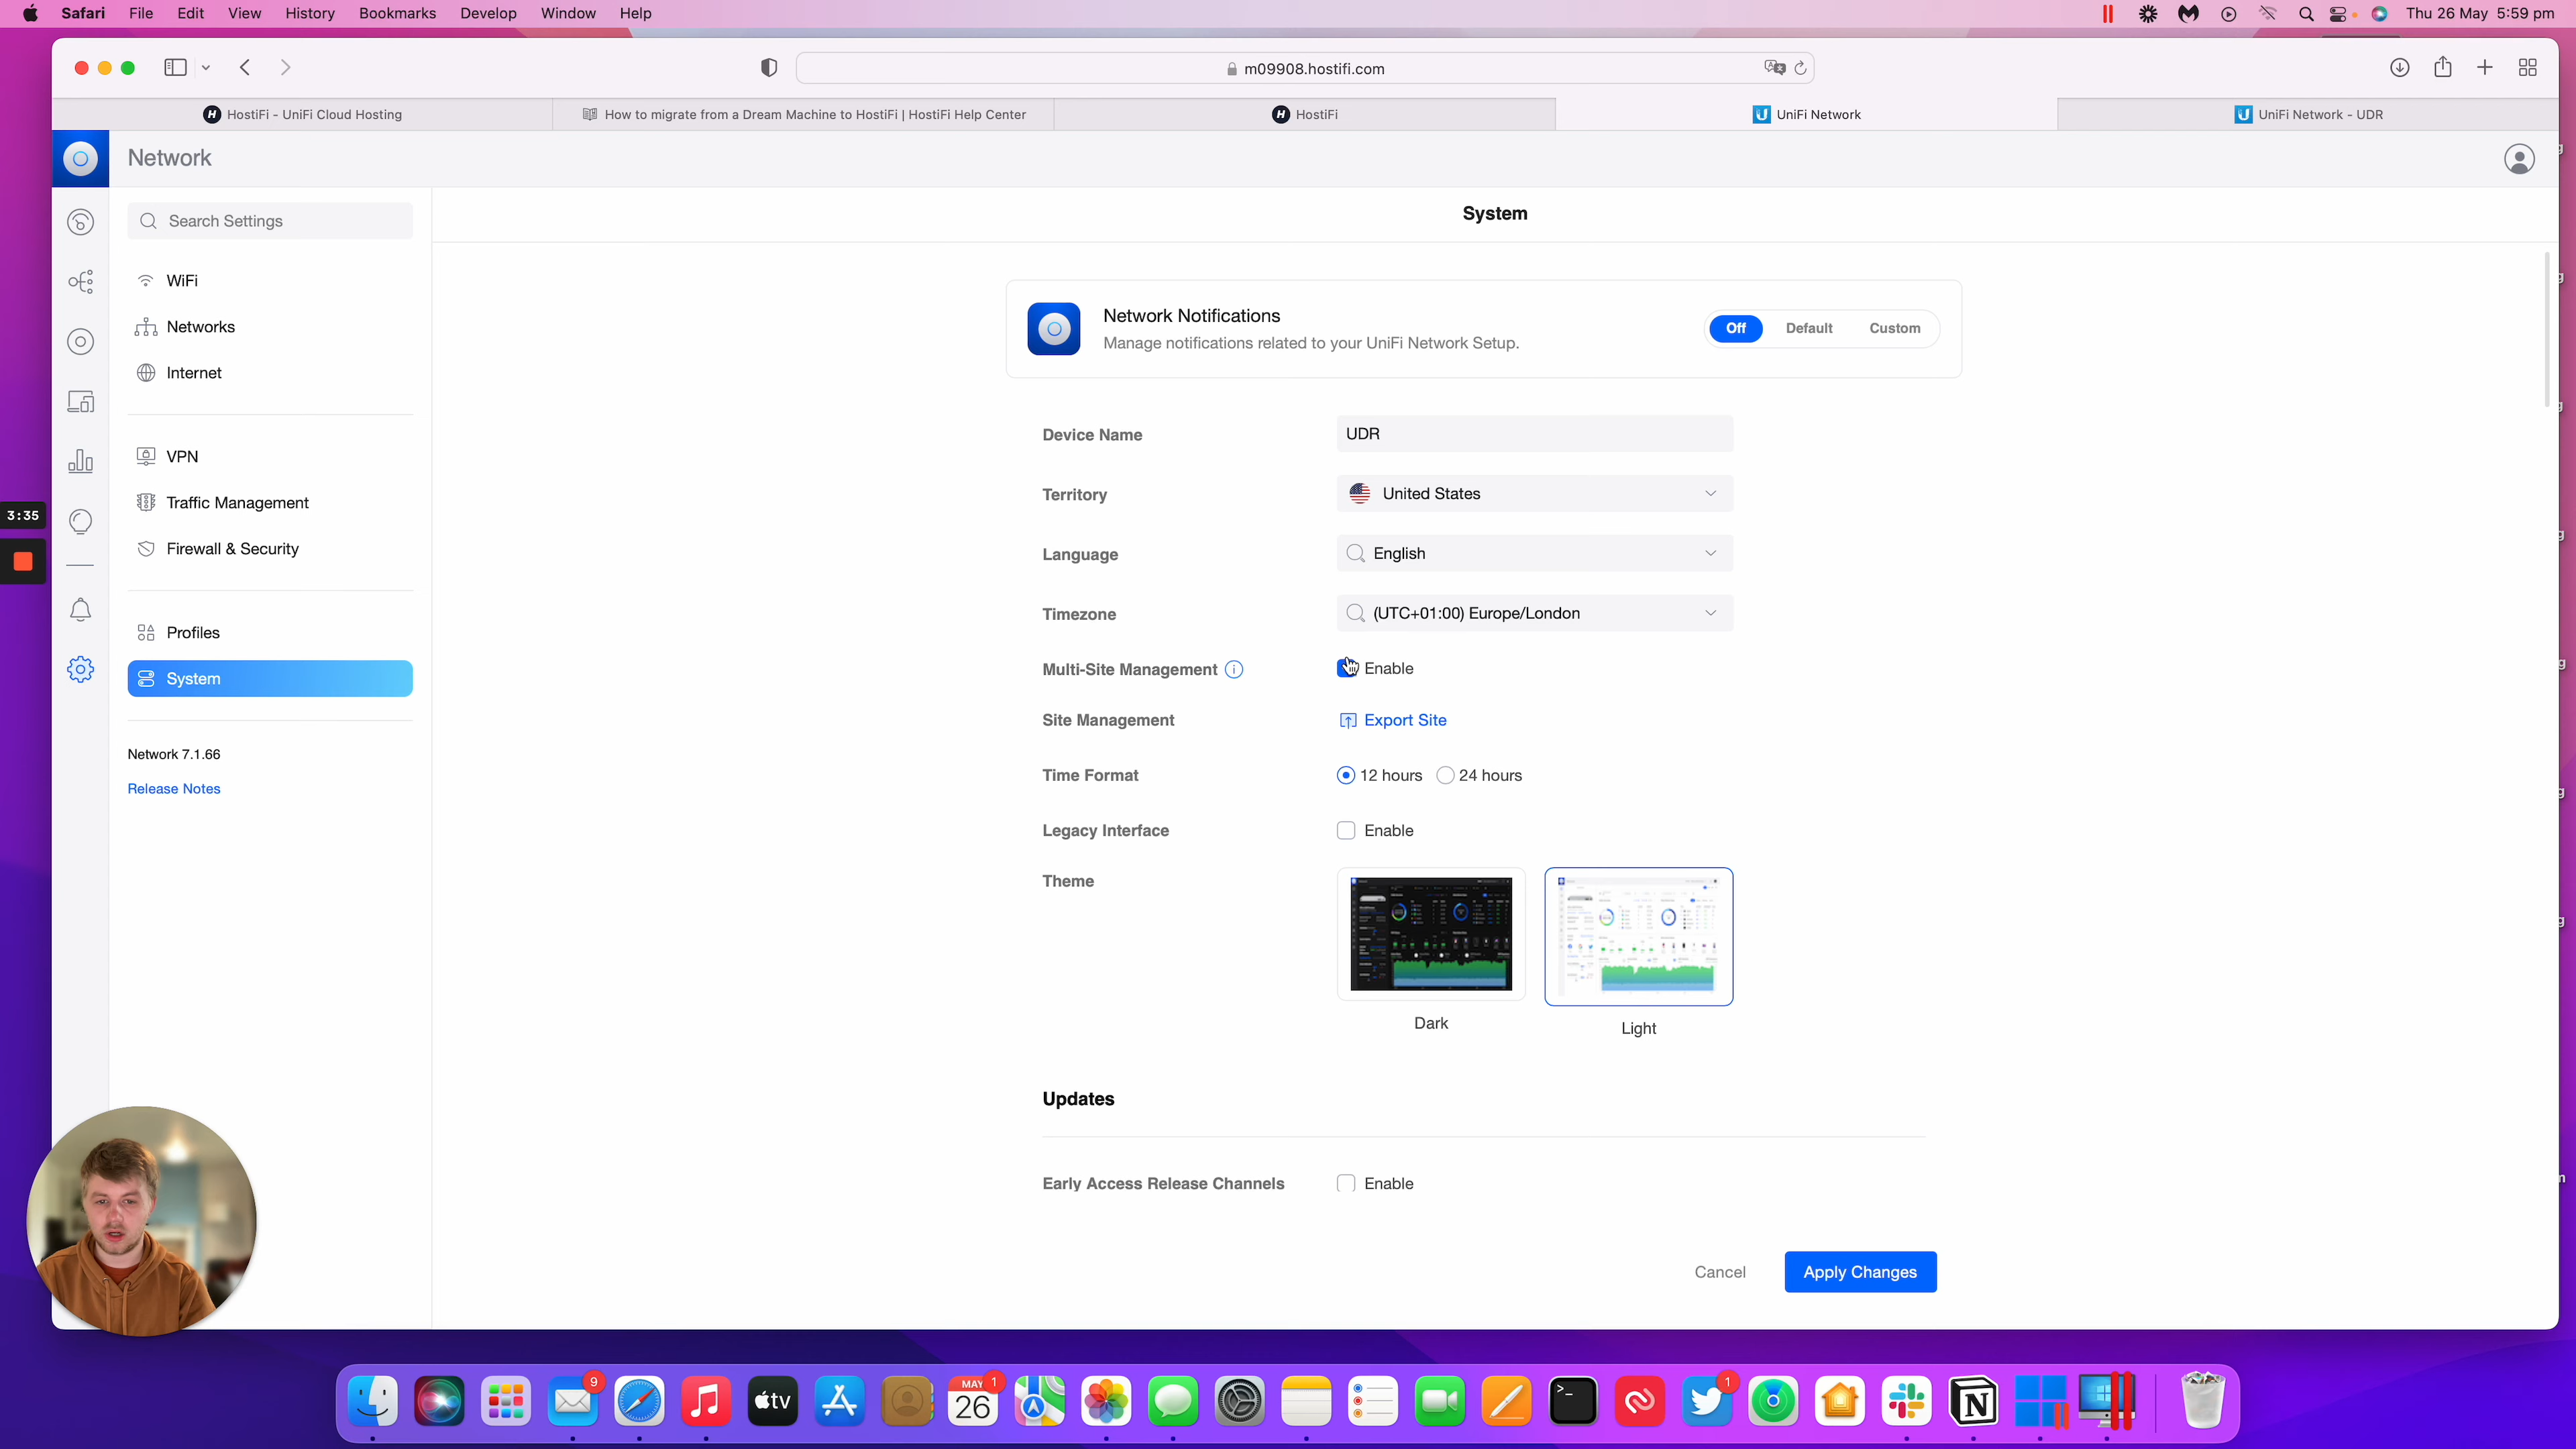 Safari File Edit View History Bookmarks Develop Window Help
Thu 26 May 5:59 pm
m09908.hostifi.com
HostiFi - UniFi Cloud Hosting
How to migrate from a Dream Machine to HostiFi | HostiFi Help Center
HostiFi
UniFi Network
UniFi Network - UDR
Network
Search Settings
WiFi
Networks
Internet
VPN
Traffic Management
Firewall & Security
Profiles
System
Network 7.1.66
Release Notes
3:35
System
Network Notifications
Manage notifications related to your UniFi Network Setup.
Off Default Custom
Device Name UDR
Territory United States
Language English
Timezone (UTC+01:00) Europe/London
Multi-Site Management Enable
Site Management Export Site
Time Format 12 hours 24 hours
Legacy Interface Enable
Theme
Dark Light
Updates
Early Access Release Channels Enable
Cancel Apply Changes
9
tv
MAY 1
26
1